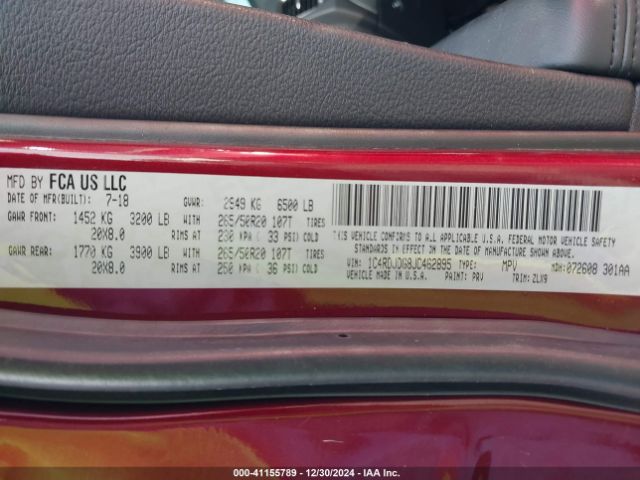 MFD BY FCA US LLC
DATE OF MFR(BUILT): 7-18 GVWR: 2949 KG 6500 LB
GAWR FRONT: 1452 KG 3200 LB WITH 265/50R20 107T TIRES
20X8.0 RIMS AT 230 KPA ( 33 PSI) COLD
GAWR REAR: 1770 KG 3900 LB WITH 265/50R20 107T TIRES
20X8.0 RIMS AT 250 KPA ( 36 PSI) COLD
THIS VEHICLE CONFORMS TO ALL APPLICABLE U.S.A. FEDERAL MOTOR VEHICLE SAFETY
STANDARDS IN EFFECT ON THE DATE OF MANUFACTURE SHOWN ABOVE.
VIN: 1C4RDJDG8JC462895 TYPE: MPV MDH: 072608 301AA
VEHICLE MADE IN U.S.A. PAINT: PRV TRIM: ZLX9
000-41155789 - 12/30/2024 - IAA Inc.